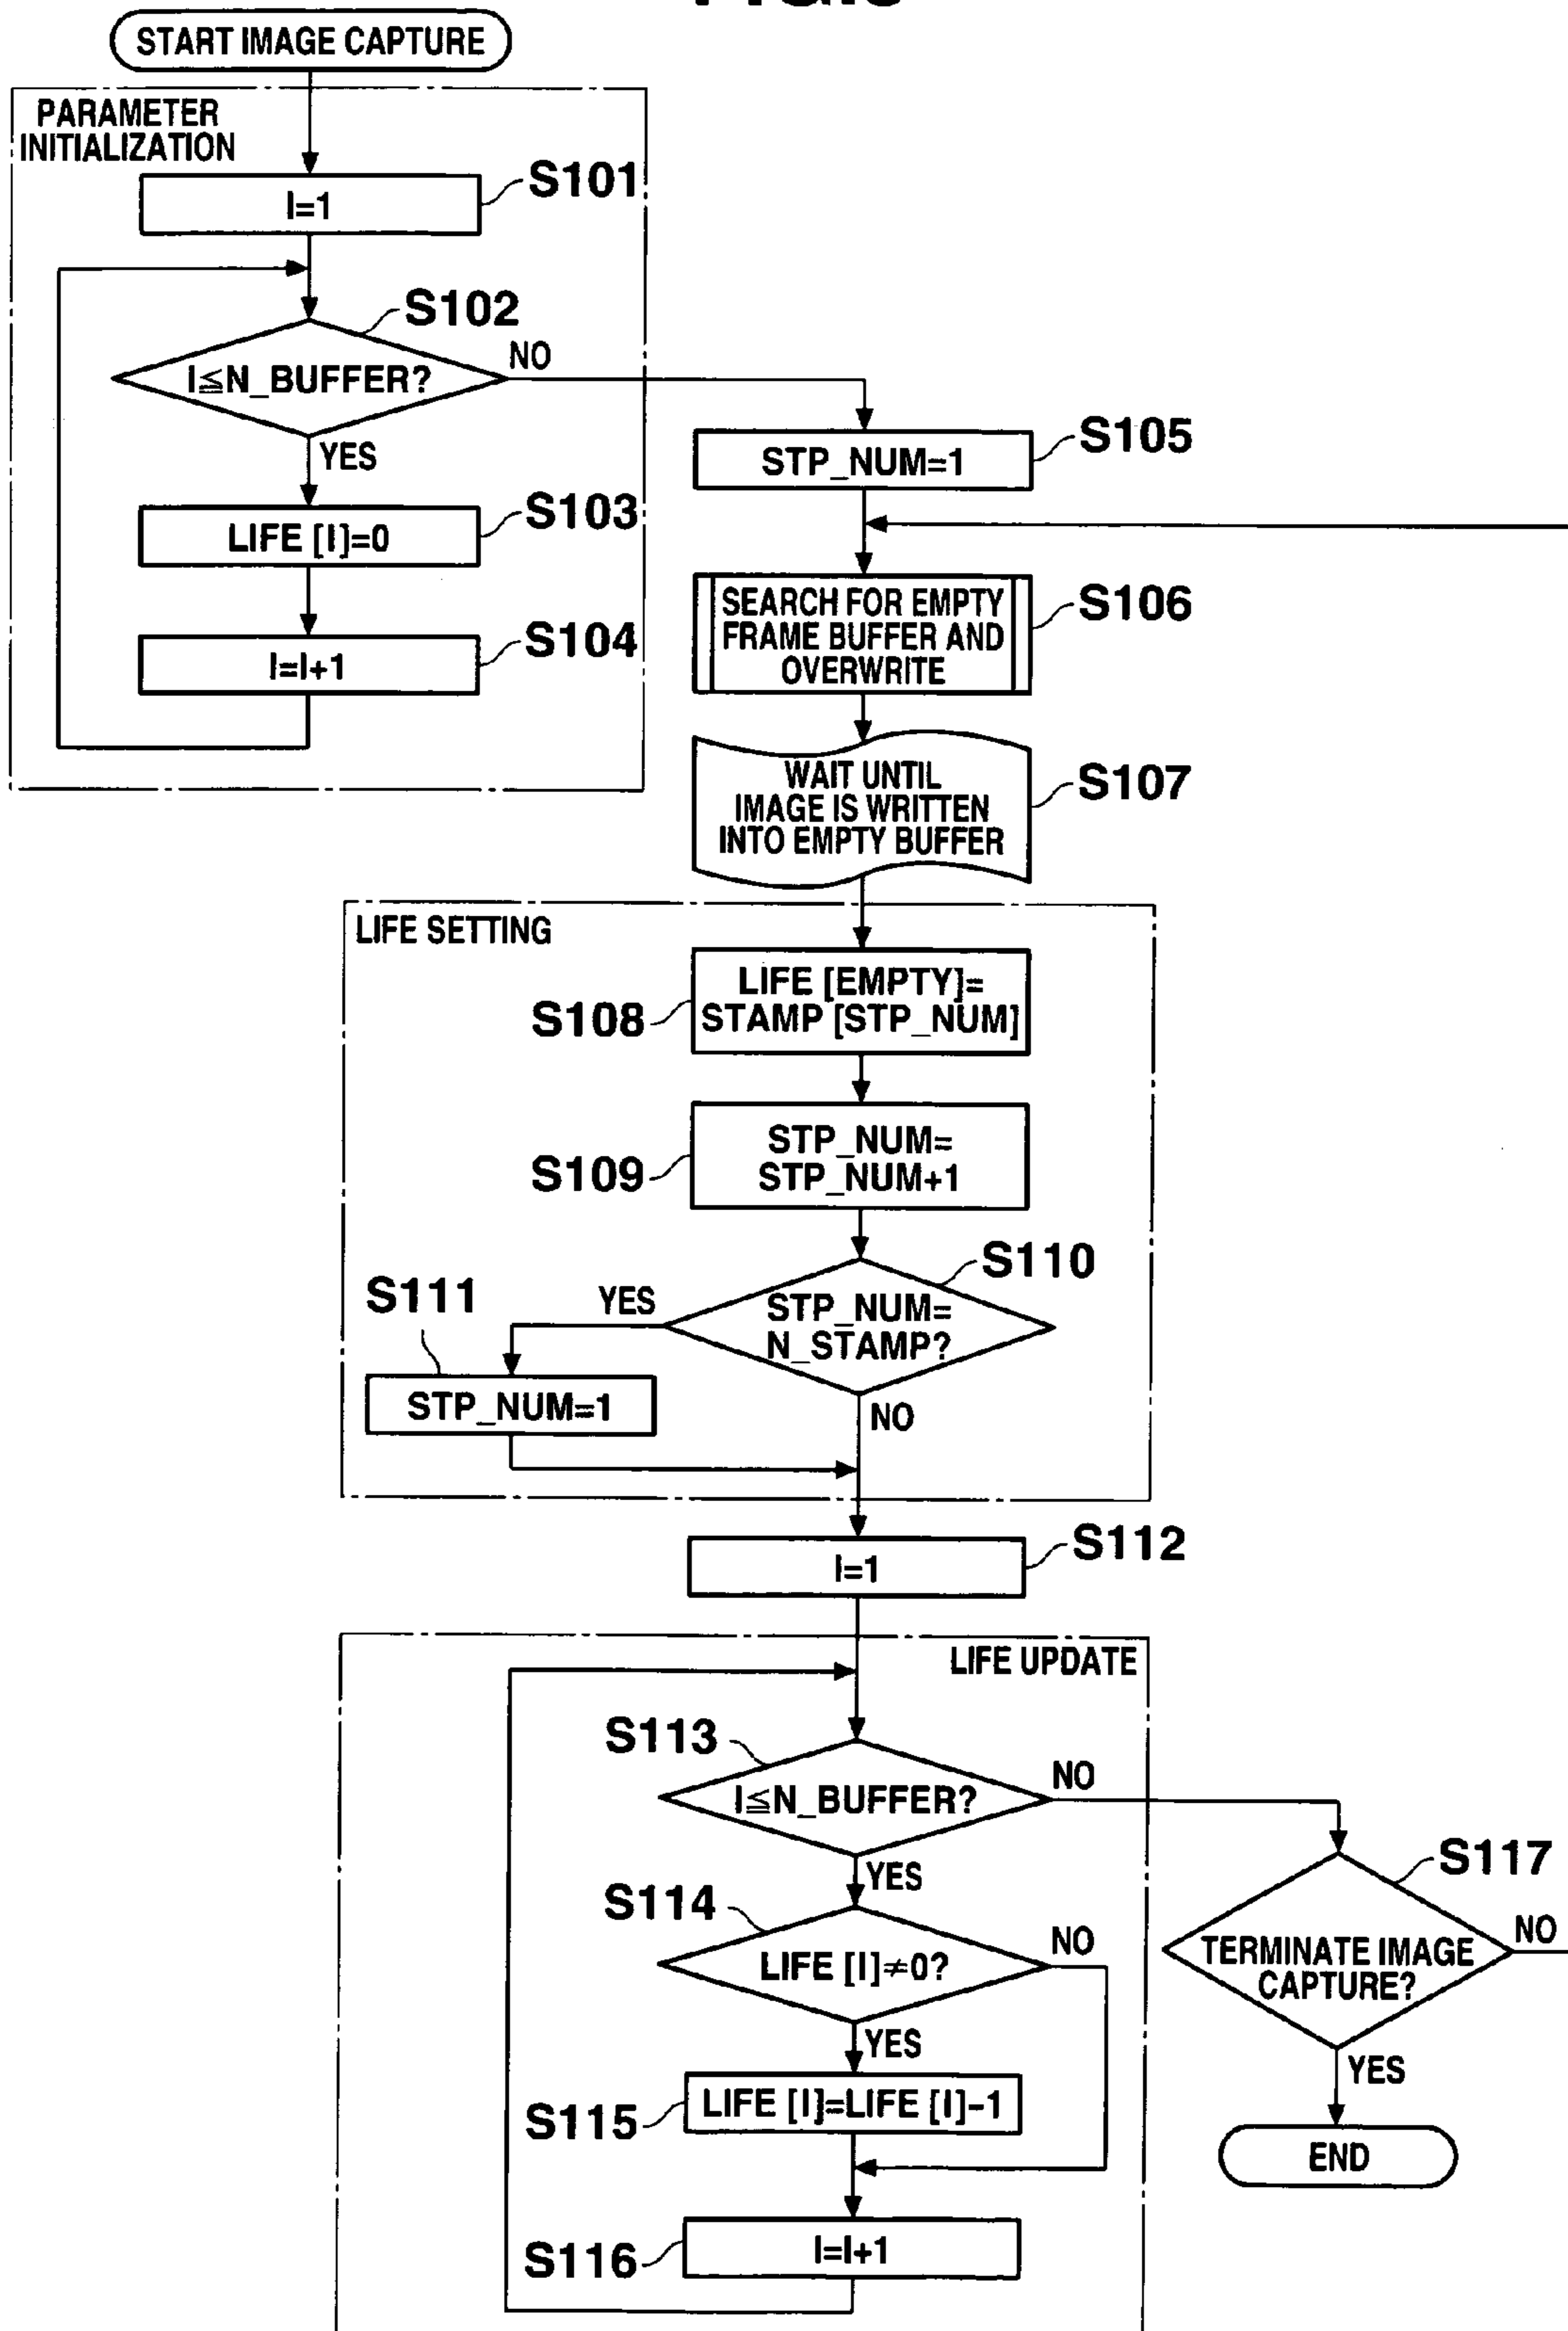 START IMAGE CAPTURE
PARAMETER
INITIALIZATION
I=1
S101
S102
I≦N_BUFFER?
NO
YES
LIFE [I]=0
S103
I=I+1
S104
STP_NUM=1
S105
SEARCH FOR EMPTY
FRAME BUFFER AND
OVERWRITE
S106
WAIT UNTIL
IMAGE IS WRITTEN
INTO EMPTY BUFFER
S107
LIFE SETTING
LIFE [EMPTY]=
STAMP [STP_NUM]
S108
STP_NUM=
STP_NUM+1
S109
S110
STP_NUM=
N_STAMP?
YES
NO
S111
STP_NUM=1
I=1
S112
LIFE UPDATE
S113
I≦N_BUFFER?
NO
YES
S114
LIFE [I]≠0?
NO
YES
LIFE [I]=LIFE [I]-1
S115
I=I+1
S116
S117
TERMINATE IMAGE
CAPTURE?
NO
YES
END